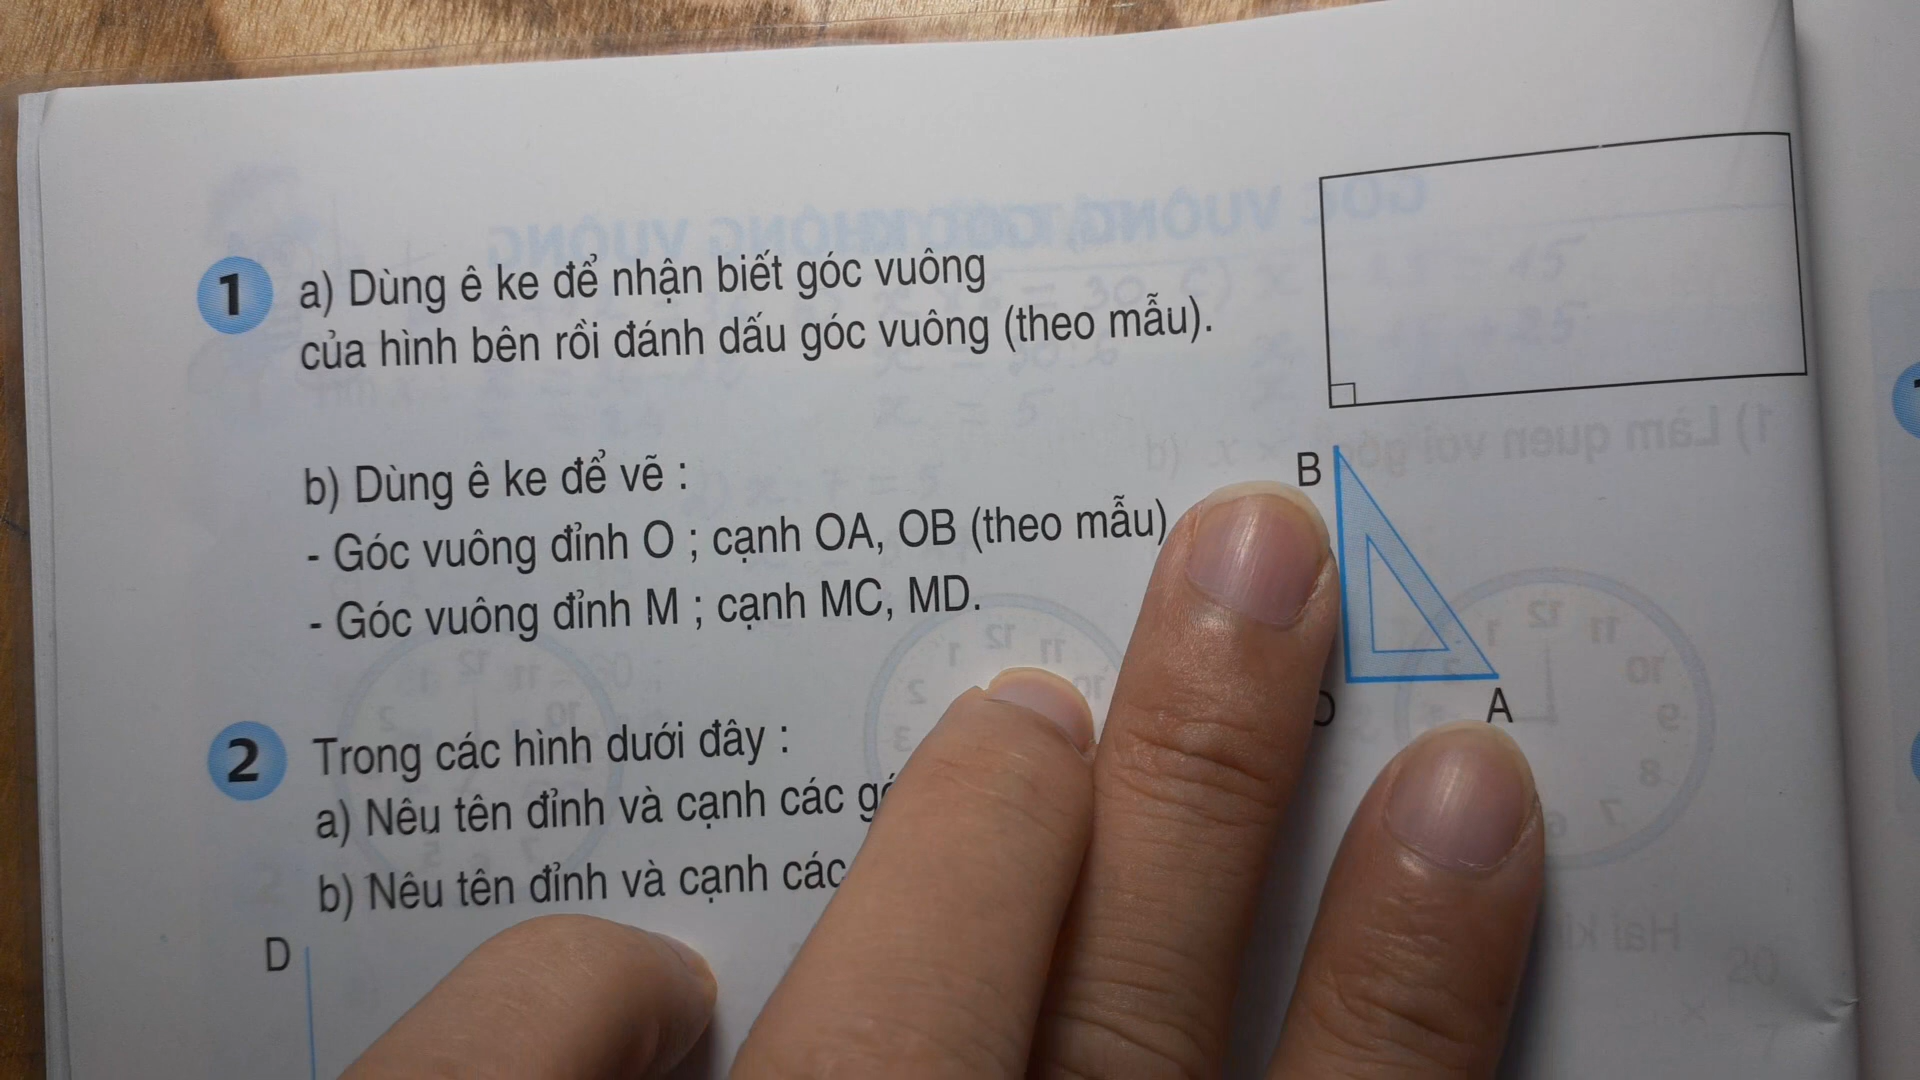 1 a) Dùng ê ke để nhận biết góc vuông
của hình bên rồi đánh dấu góc vuông (theo mẫu).
b) Dùng ê ke để vẽ :
- Góc vuông đỉnh O ; cạnh OA, OB (theo mẫu)
- Góc vuông đỉnh M ; cạnh MC, MD.
B
A
2 Trong các hình dưới đây :
a) Nêu tên đỉnh và cạnh các
b) Nêu tên đỉnh và cạnh các
D